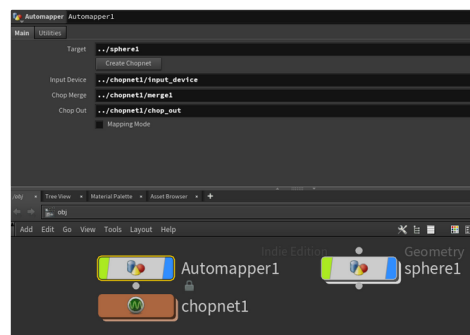 Automapper Automapper1
Main Utilities
Target ../sphere1
Create Chopnet
Input Device ../chopnet1/input_device
Chop Merge ../chopnet1/merge1
Chop Out ../chopnet1/chop_out
Mapping Mode
/obj Tree View Material Palette Asset Browser
obj
Add Edit Go View Tools Layout Help
Indie Edition Geometry
Automapper1 sphere1
chopnet1